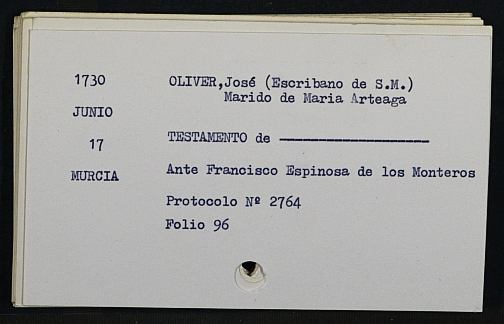 1730
OLIVER,José (Escribano de S.M.)
Marido de Maria Arteaga
JUNIO
17
TESTAMENTO de -------------------
MURCIA
Ante Francisco Espinosa de los Monteros
Protocolo Nº 2764
Folio 96